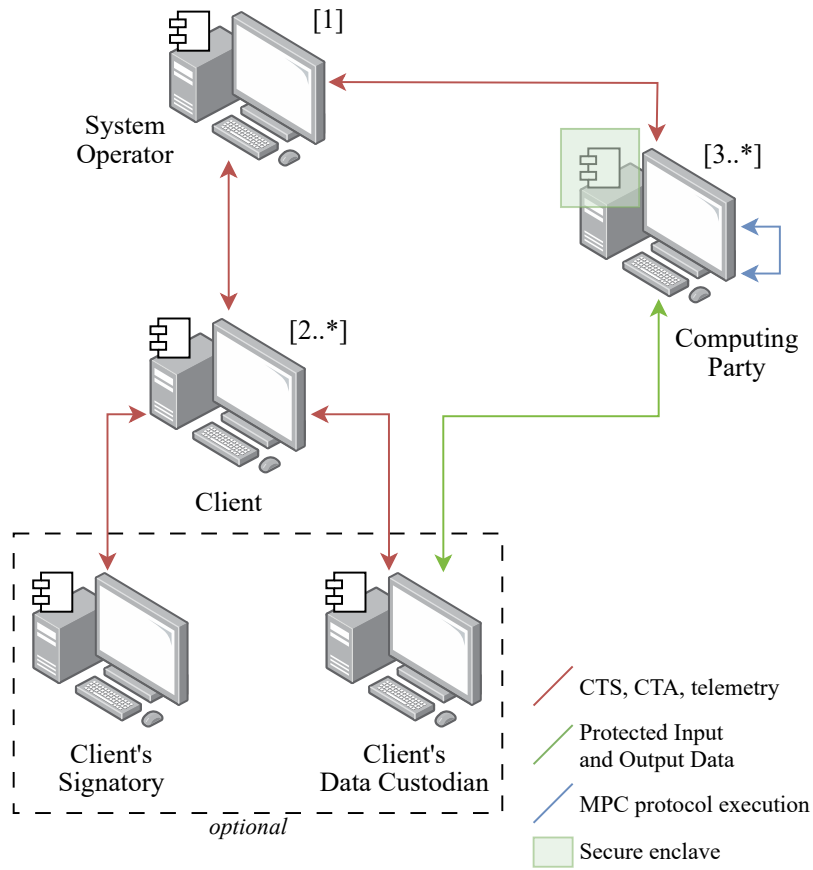 [1]
System
Operator
[3..*]
Computing
Party
[2..*]
Client
Client's
Signatory
Client's
Data Custodian
optional
CTS, CTA, telemetry
Protected Input
and Output Data
MPC protocol execution
Secure enclave